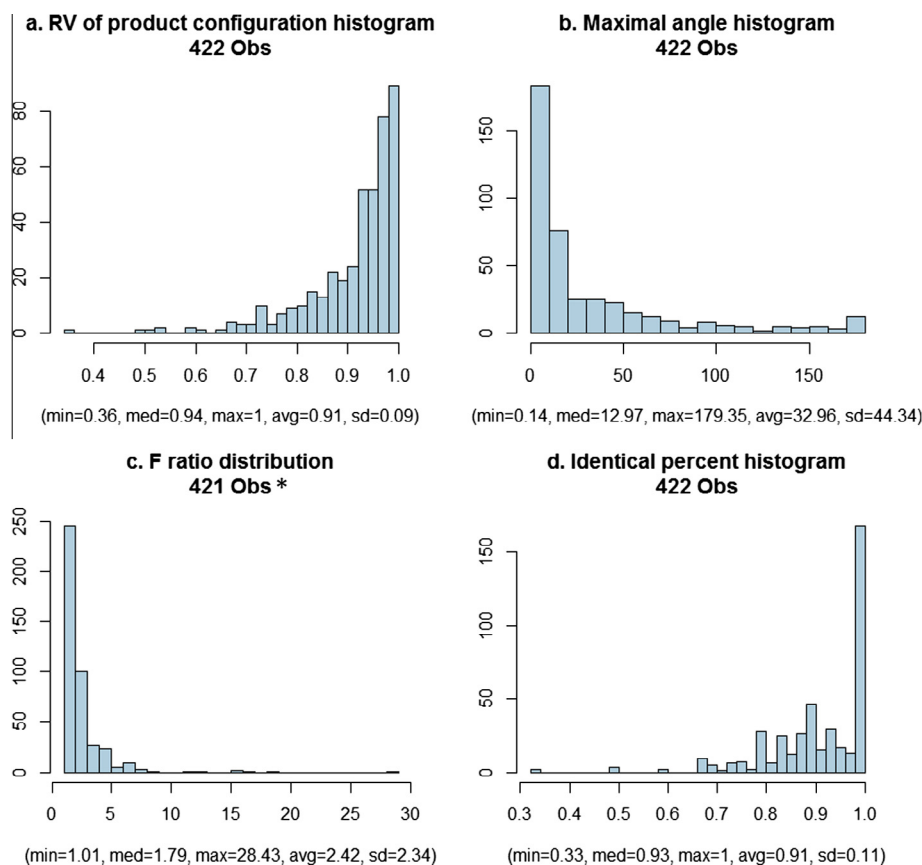 a. RV of product configuration histogram
422 Obs
80
60
40
20
0
0.4 0.5 0.6 0.7 0.8 0.9 1.0
(min=0.36, med=0.94, max=1, avg=0.91, sd=0.09)
b. Maximal angle histogram
422 Obs
150
100
50
0
0 50 100 150
(min=0.14, med=12.97, max=179.35, avg=32.96, sd=44.34)
c. F ratio distribution
421 Obs *
250
200
150
100
50
0
0 5 10 15 20 25 30
(min=1.01, med=1.79, max=28.43, avg=2.42, sd=2.34)
d. Identical percent histogram
422 Obs
150
100
50
0
0.3 0.4 0.5 0.6 0.7 0.8 0.9 1.0
(min=0.33, med=0.93, max=1, avg=0.91, sd=0.11)